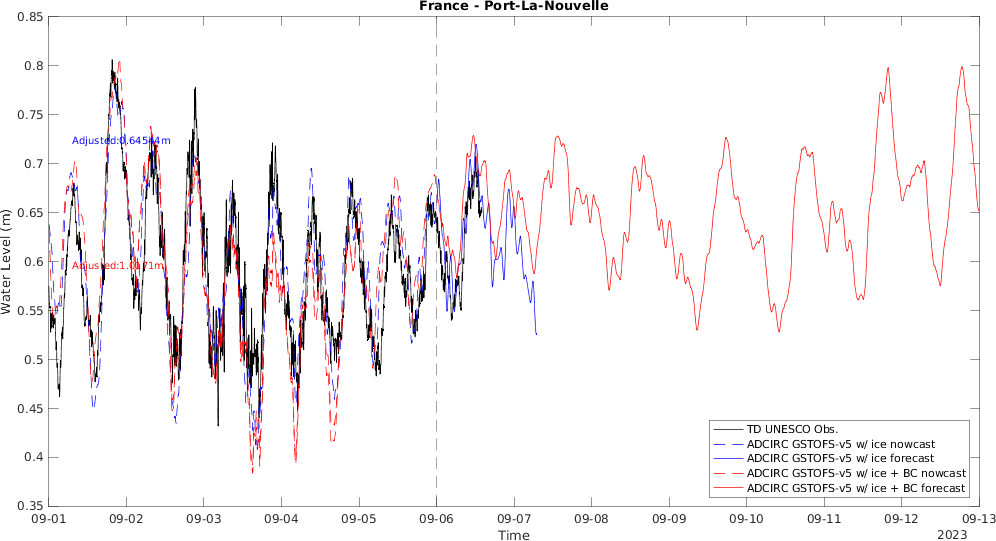 France - Port-La-Nouvelle
0.85
0.8
0.75
0.7
0.65
0.6
0.55
0.5
0.45
0.4
0.35
Water Level (m)
Adjusted:0.64544m
Adjusted:1.0171m
TD UNESCO Obs.
ADCIRC GSTOFS-v5 w/ ice nowcast
ADCIRC GSTOFS-v5 w/ ice forecast
ADCIRC GSTOFS-v5 w/ ice + BC nowcast
ADCIRC GSTOFS-v5 w/ ice + BC forecast
09-01 09-02 09-03 09-04 09-05 09-06 09-07 09-08 09-09 09-10 09-11 09-12 09-13
Time
2023